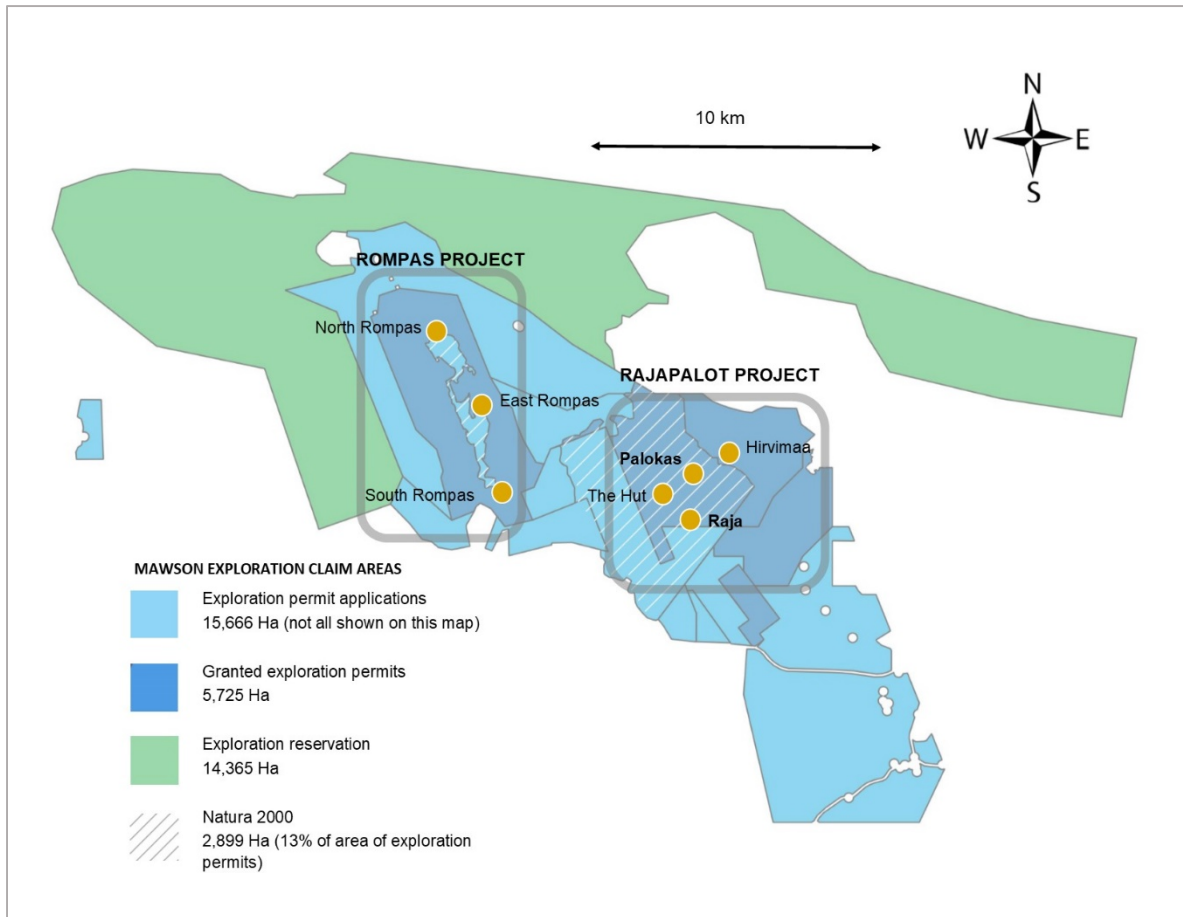 10 km
N
W
E
S
ROMPAS PROJECT
North Rompas
RAJAPALOT PROJECT
East Rompas
Hirvimaa
Palokas
The Hut
South Rompas
Raja
MAWSON EXPLORATION CLAIM AREAS
Exploration permit applications
15,666 Ha (not all shown on this map)
Granted exploration permits
5,725 Ha
Exploration reservation
14,365 Ha
Natura 2000
2,899 Ha (13% of area of exploration
permits)